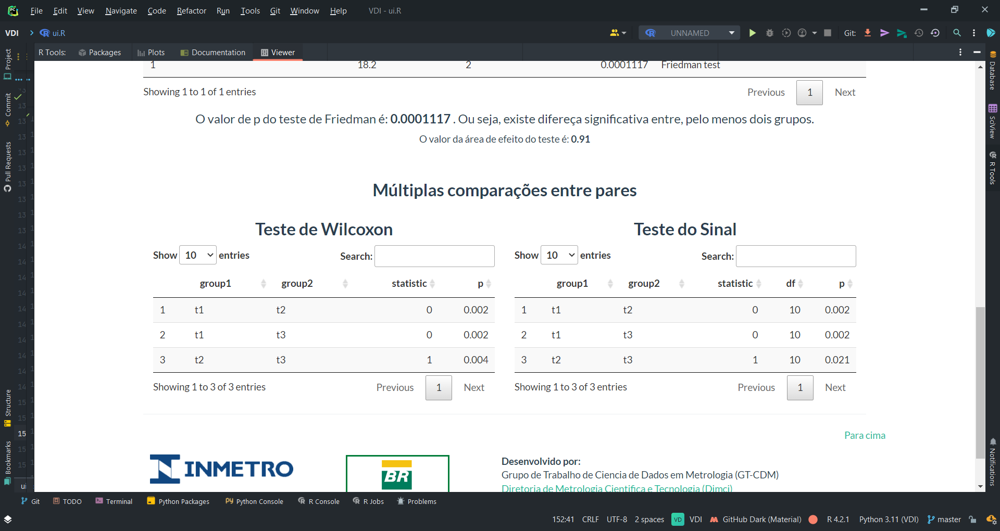 File Edit View Navigate Code Refactor Run Tools Git Window Help VDI - ui.R
VDI ui.R UNNAMED Git:
R Tools: Packages Plots Documentation Viewer
1 18.2 2 0.0001117 Friedman test
Showing 1 to 1 of 1 entries Previous 1 Next
O valor de p do teste de Friedman é: 0.0001117 . Ou seja, existe difereça significativa entre, pelo menos dois grupos.
O valor da área de efeito do teste é: 0.91
Múltiplas comparações entre pares
Teste de Wilcoxon
Show 10 entries Search:
group1 group2 statistic p
1 t1 t2 0 0.002
2 t1 t3 0 0.002
3 t2 t3 1 0.004
Showing 1 to 3 of 3 entries Previous 1 Next
Teste do Sinal
Show 10 entries Search:
group1 group2 statistic df p
1 t1 t2 0 10 0.002
2 t1 t3 0 10 0.002
3 t2 t3 1 10 0.021
Showing 1 to 3 of 3 entries Previous 1 Next
Para cima
INMETRO
BR
Desenvolvido por:
Grupo de Trabalho de Ciencia de Dados em Metrologia (GT-CDM)
Diretoria de Metrologia Cientifica e Tecnologia (Dimci)
Project
Commit
Pull Requests
Structure
Bookmarks
Database
SciView
R Tools
Notifications
ui
Git TODO Terminal Python Packages Python Console R Console R Jobs Problems
152:41 CRLF UTF-8 2 spaces VD VDI GitHub Dark (Material) R 4.2.1 Python 3.11 (VDI) master